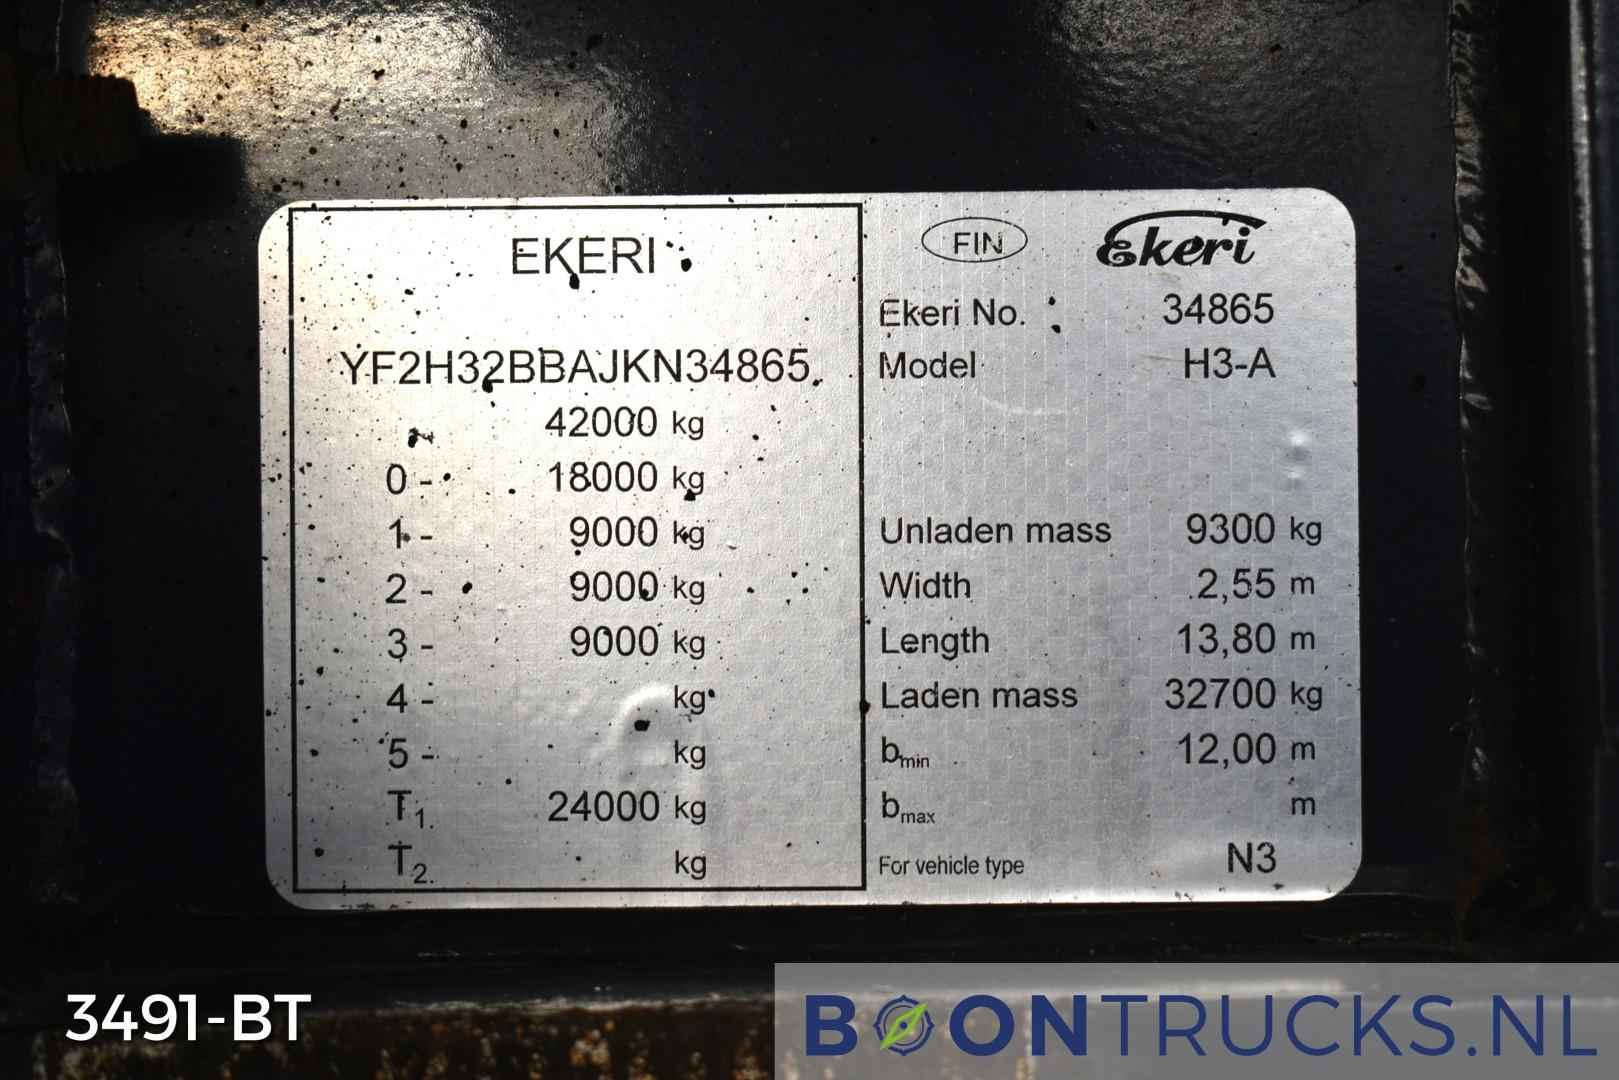 EKERI
YF2H32BBAJKN34865
42000 kg
0 - 18000 kg
1 - 9000 kg
2 - 9000 kg
3 - 9000 kg
4 - kg
5 - kg
T1. 24000 kg
T2. kg
FIN Ekeri
Ekeri No. 34865
Model H3-A
Unladen mass 9300 kg
Width 2,55 m
Length 13,80 m
Laden mass 32700 kg
bmin 12,00 m
bmax m
For vehicle type N3
3491-BT
BOONTRUCKS.NL